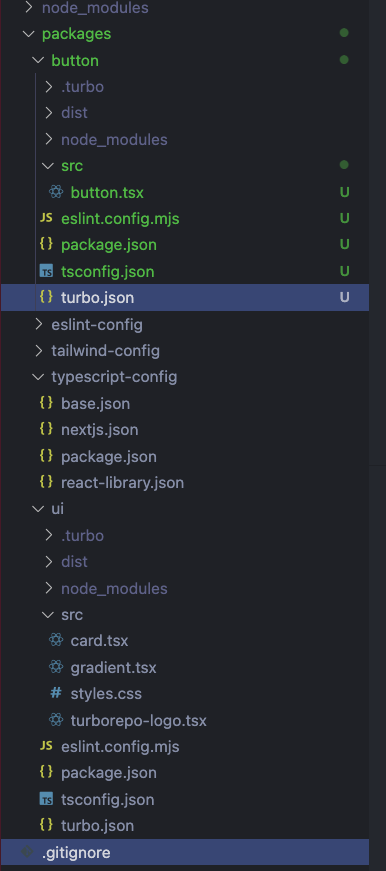 node_modules
packages
button
.turbo
dist
node_modules
src
button.tsx U
JS eslint.config.mjs U
{} package.json U
TS tsconfig.json U
{} turbo.json U
eslint-config
tailwind-config
typescript-config
{} base.json
{} nextjs.json
{} package.json
{} react-library.json
ui
.turbo
dist
node_modules
src
card.tsx
gradient.tsx
# styles.css
turborepo-logo.tsx
JS eslint.config.mjs
{} package.json
TS tsconfig.json
{} turbo.json
.gitignore